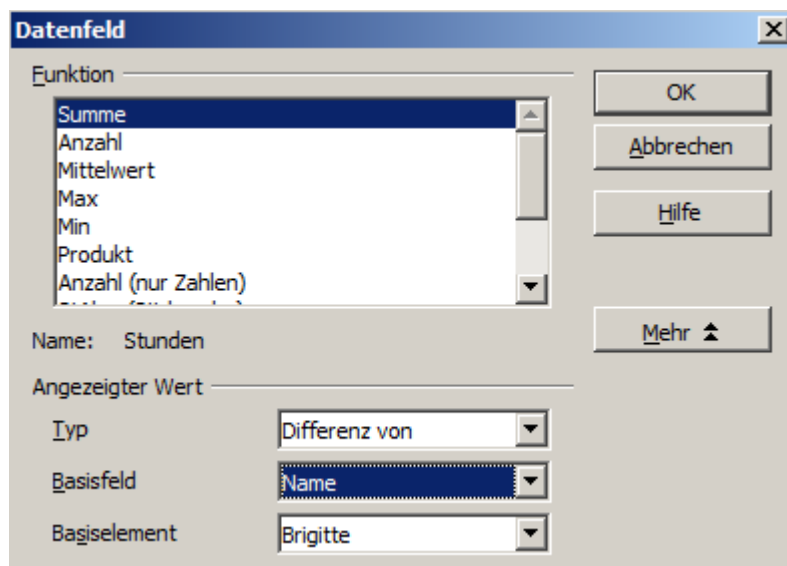 Datenfeld
Funktion
Summe
Anzahl
Mittelwert
Max
Min
Produkt
Anzahl (nur Zahlen)
OK
Abbrechen
Hilfe
Mehr
Name: Stunden
Angezeigter Wert
Typ Differenz von
Basisfeld Name
Basiselement Brigitte